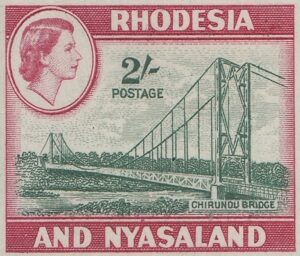 RHODESIA
2/-
POSTAGE
CHIRUNDU BRIDGE
AND NYASALAND